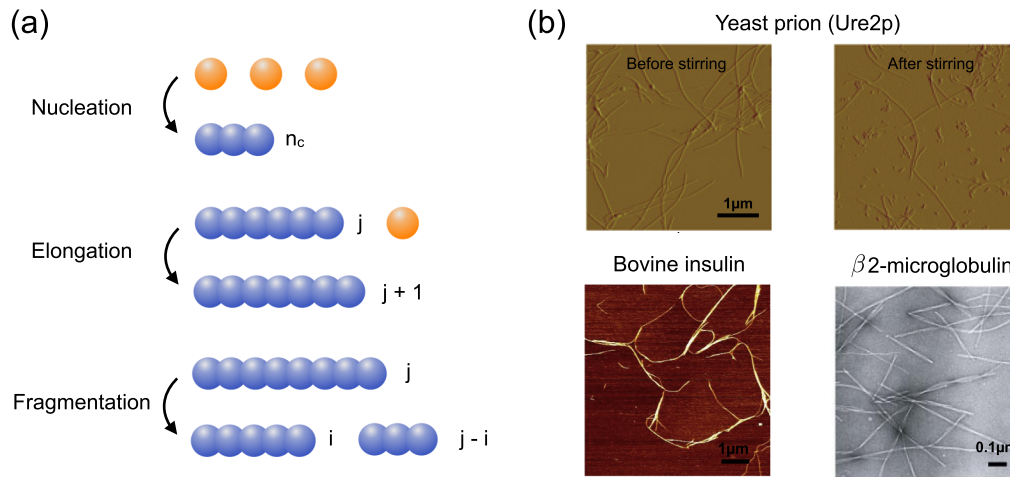 (a)
Nucleation
n_c
Elongation
j
j + 1
Fragmentation
j
i
j - i
(b)
Yeast prion (Ure2p)
Before stirring
After stirring
1μm
Bovine insulin
β2-microglobulin
1μm
0.1μm